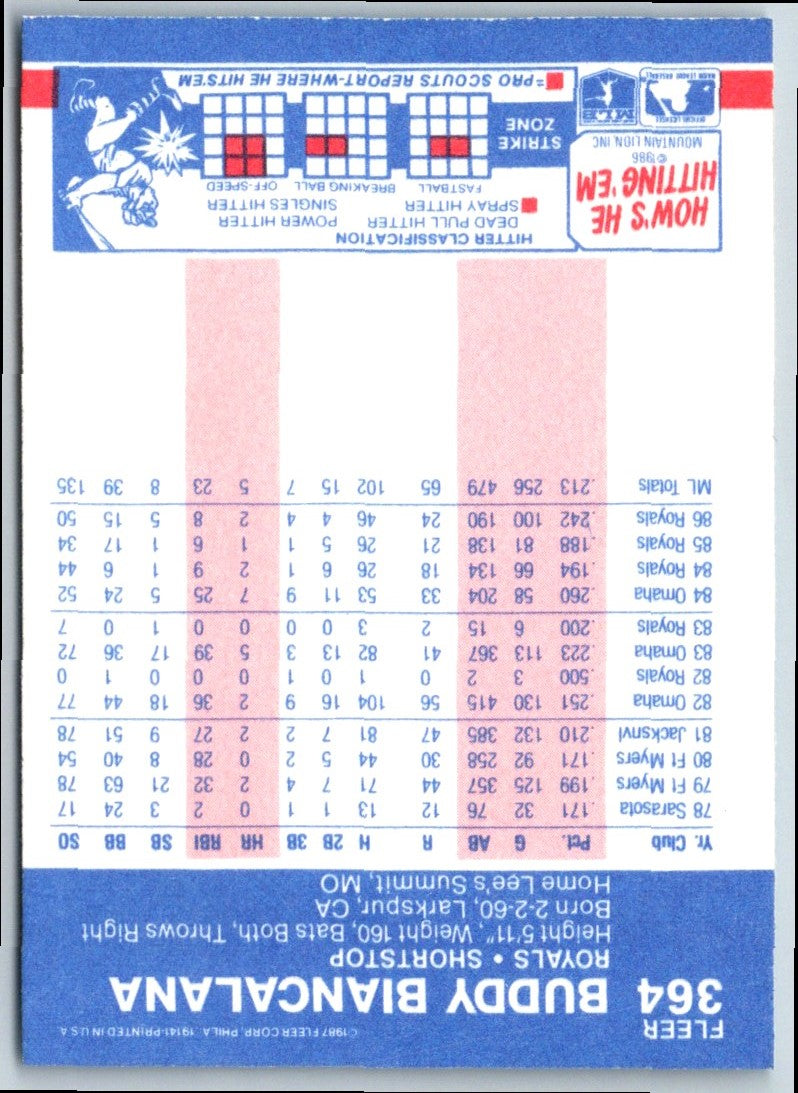 FLEER ©1987 FLEER CORP., PHILA. 19141-PRINTED IN U.S.A.
364 BUDDY BIANCALANA
ROYALS • SHORTSTOP
Height 5'11", Weight 160, Bats Both, Throws Right
Born 2-2-60, Larkspur, CA
Home Lee's Summit, MO
Yr. Club Pct. G AB R H 2B 3B HR RBI SB BB SO
78 Sarasota .171 32 76 12 13 1 1 0 2 3 24 17
79 Ft Myers .199 125 357 44 71 7 4 2 32 21 63 78
80 Ft Myers .171 92 258 30 44 5 2 0 28 8 40 54
81 Jacksnvl .210 132 385 47 81 7 2 2 27 9 51 78
82 Omaha .251 130 415 56 104 16 9 2 36 18 44 77
82 Royals .500 3 2 0 1 0 1 0 0 0 1 0
83 Omaha .223 113 367 41 82 13 3 5 39 17 36 72
83 Royals .200 6 15 2 3 0 0 0 0 1 0 7
84 Omaha .260 58 204 33 53 11 9 7 25 5 24 52
84 Royals .194 66 134 18 26 6 1 2 9 1 6 44
85 Royals .188 81 138 21 26 5 1 1 6 1 17 34
86 Royals .242 100 190 24 46 4 4 2 8 5 15 50
ML Totals .213 256 479 65 102 15 7 5 23 8 39 135
HOW'S HE
HITTING 'EM
©1986
MOUNTAIN LION INC
OFFICIAL LICENSEE
MAJOR LEAGUE BASEBALL
MLB
HITTER CLASSIFICATION
DEAD PULL HITTER POWER HITTER
SPRAY HITTER SINGLES HITTER
FASTBALL BREAKING BALL OFF-SPEED
STRIKE
ZONE
=PRO SCOUTS REPORT-WHERE HE HITS'EM